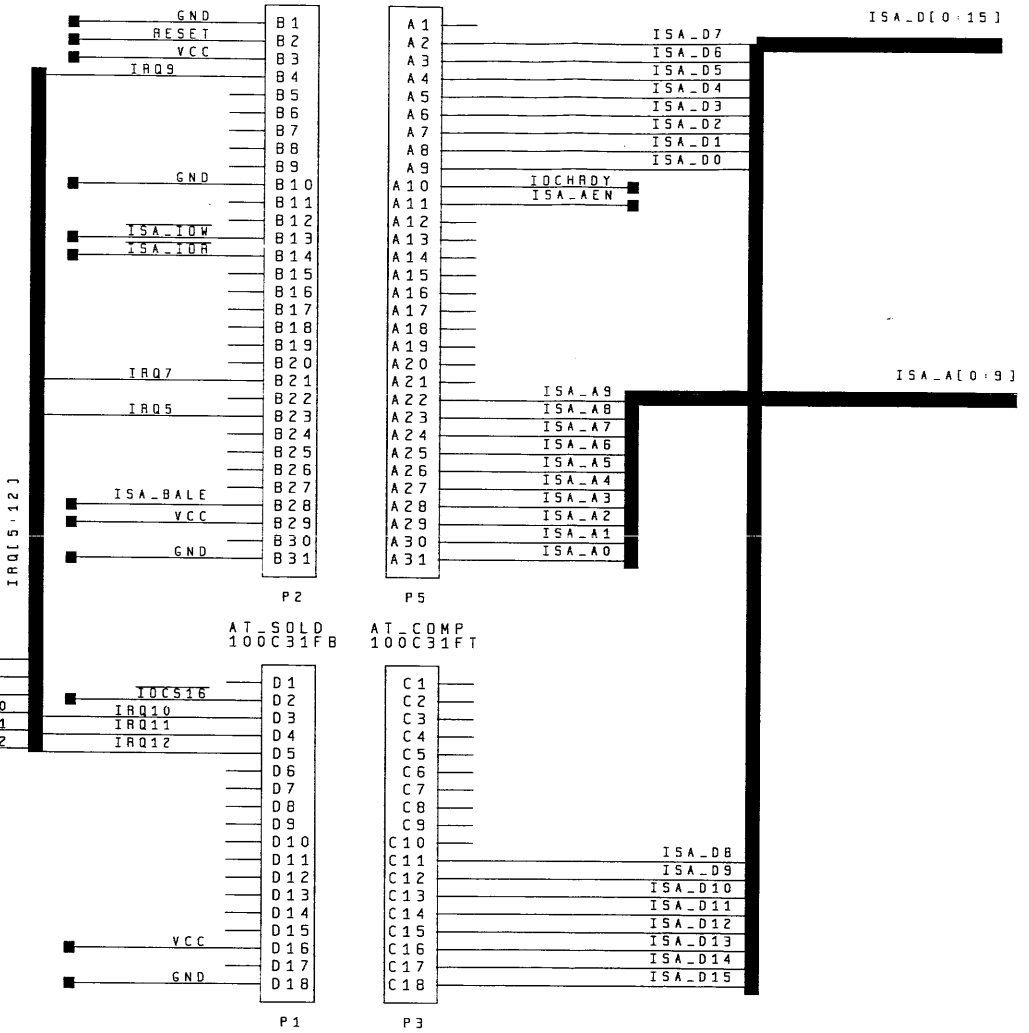 GND B1 A1 ISA_D[0:15]
RESET B2 A2 ISA_D7
VCC B3 A3 ISA_D6
IRQ9 B4 A4 ISA_D5
B5 A5 ISA_D4
B6 A6 ISA_D3
B7 A7 ISA_D2
B8 A8 ISA_D1
B9 A9 ISA_D0
GND B10 A10 IOCHRDY
B11 A11 ISA_AEN
B12 A12
ISA_IOW B13 A13
ISA_IOR B14 A14
B15 A15
B16 A16
B17 A17
B18 A18
B19 A19
B20 A20
IRQ7 B21 A21 ISA_A[0:9]
B22 A22 ISA_A9
IRQ5 B23 A23 ISA_A8
B24 A24 ISA_A7
B25 A25 ISA_A6
B26 A26 ISA_A5
B27 A27 ISA_A4
ISA_BALE B28 A28 ISA_A3
VCC B29 A29 ISA_A2
B30 A30 ISA_A1
GND B31 A31 ISA_A0
IRQ[5:12]
P2 P5
AT_SOLD AT_COMP
100C31FB 100C31FT
D1 C1
IOCS16 D2 C2
0 IRQ10 D3 C3
1 IRQ11 D4 C4
2 IRQ12 D5 C5
D6 C6
D7 C7
D8 C8
D9 C9
D10 C10
D11 C11 ISA_D8
D12 C12 ISA_D9
D13 C13 ISA_D10
D14 C14 ISA_D11
D15 C15 ISA_D12
VCC D16 C16 ISA_D13
D17 C17 ISA_D14
GND D18 C18 ISA_D15
P1 P3